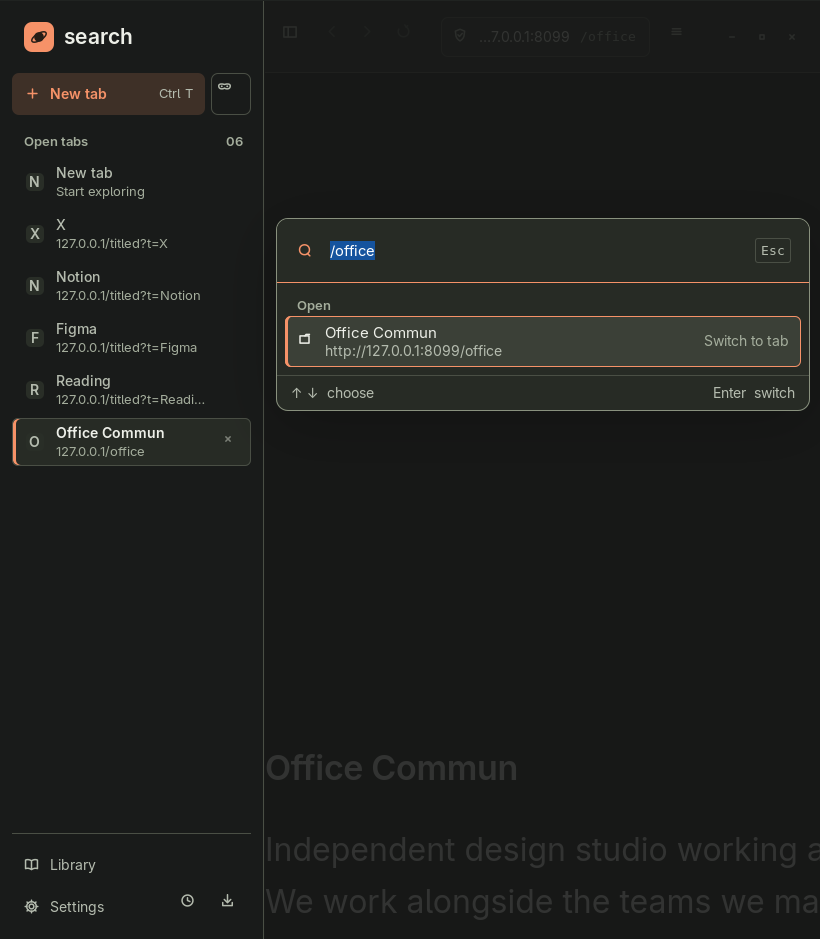 search
New tab
Ctrl T
Open tabs
06
N
New tab
Start exploring
X
X
127.0.0.1/titled?t=X
N
Notion
127.0.0.1/titled?t=Notion
F
Figma
127.0.0.1/titled?t=Figma
R
Reading
127.0.0.1/titled?t=Readi...
O
Office Commun
127.0.0.1/office
Library
Settings
...7.0.0.1:8099 /office
/office
Esc
Open
Office Commun
http://127.0.0.1:8099/office
Switch to tab
↑ ↓ choose
Enter switch
Office Commun
Independent design studio working a
We work alongside the teams we ma